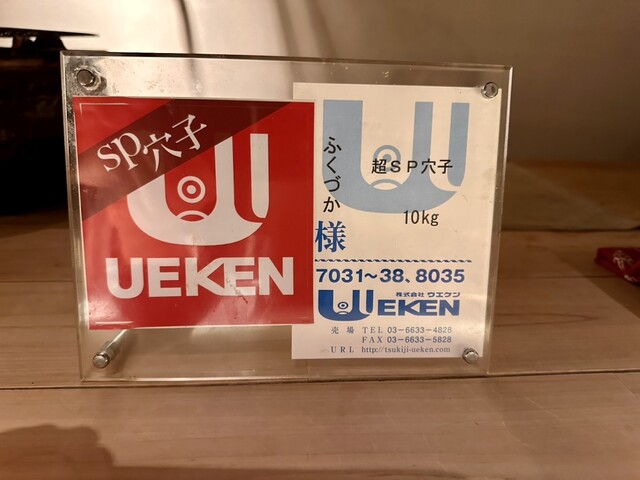 sp穴子
UEKEN
ふくづか
様
超SP穴子
10kg
7031〜38、8035
株式会社 ウエケン
UEKEN
売場 TEL 03-6633-4828
FAX 03-6633-5828
URL http://tsukiji-ueken.com